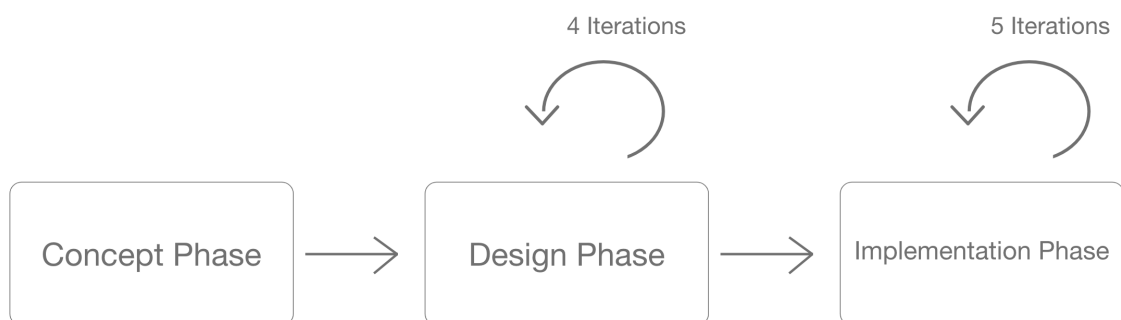 4 Iterations
5 Iterations
Concept Phase
Design Phase
Implementation Phase